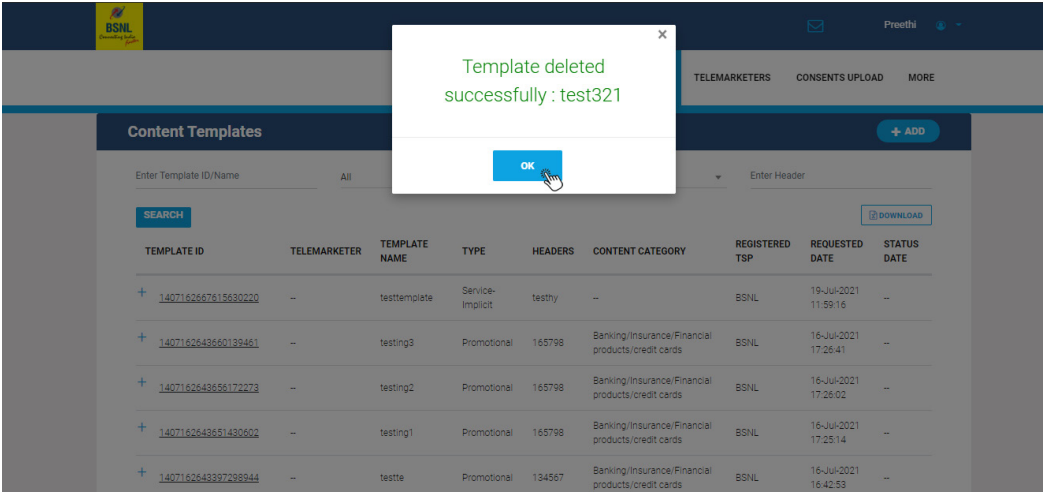 BSNL
Connecting India
Preethi
×
Template deleted
successfully : test321
TELEMARKETERS CONSENTS UPLOAD MORE
Content Templates
+ ADD
OK
Enter Template ID/Name All Enter Header
SEARCH
DOWNLOAD
TEMPLATE ID TELEMARKETER TEMPLATE NAME TYPE HEADERS CONTENT CATEGORY REGISTERED TSP REQUESTED DATE STATUS DATE
+ 1407162667615630220 -- testtemplate Service-Implicit testhy -- BSNL 19-Jul-2021 11:59:16 --
+ 1407162643660139461 -- testing3 Promotional 165798 Banking/Insurance/Financial products/credit cards BSNL 16-Jul-2021 17:26:41 --
+ 1407162643656172273 -- testing2 Promotional 165798 Banking/Insurance/Financial products/credit cards BSNL 16-Jul-2021 17:26:02 --
+ 1407162643651430602 -- testing1 Promotional 165798 Banking/Insurance/Financial products/credit cards BSNL 16-Jul-2021 17:25:14 --
+ 1407162643397298944 -- testte Promotional 134567 Banking/Insurance/Financial products/credit cards BSNL 16-Jul-2021 16:42:53 --